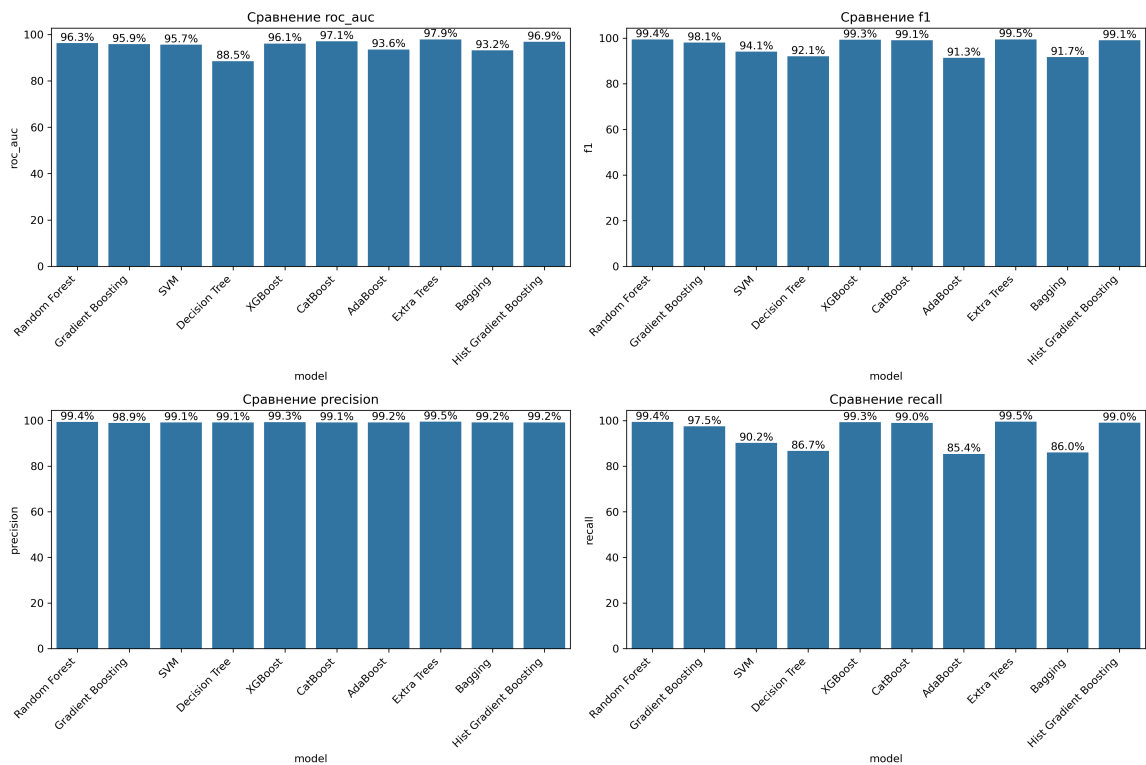 Сравнение roc_auc
roc_auc
100
80
60
40
20
0
96.3%
95.9%
95.7%
88.5%
96.1%
97.1%
93.6%
97.9%
93.2%
96.9%
Random Forest
Gradient Boosting
SVM
Decision Tree
XGBoost
CatBoost
AdaBoost
Extra Trees
Bagging
Hist Gradient Boosting
model
Сравнение f1
f1
100
80
60
40
20
0
99.4%
98.1%
94.1%
92.1%
99.3%
99.1%
91.3%
99.5%
91.7%
99.1%
Random Forest
Gradient Boosting
SVM
Decision Tree
XGBoost
CatBoost
AdaBoost
Extra Trees
Bagging
Hist Gradient Boosting
model
Сравнение precision
precision
100
80
60
40
20
0
99.4%
98.9%
99.1%
99.1%
99.3%
99.1%
99.2%
99.5%
99.2%
99.2%
Random Forest
Gradient Boosting
SVM
Decision Tree
XGBoost
CatBoost
AdaBoost
Extra Trees
Bagging
Hist Gradient Boosting
model
Сравнение recall
recall
100
80
60
40
20
0
99.4%
97.5%
90.2%
86.7%
99.3%
99.0%
85.4%
99.5%
86.0%
99.0%
Random Forest
Gradient Boosting
SVM
Decision Tree
XGBoost
CatBoost
AdaBoost
Extra Trees
Bagging
Hist Gradient Boosting
model